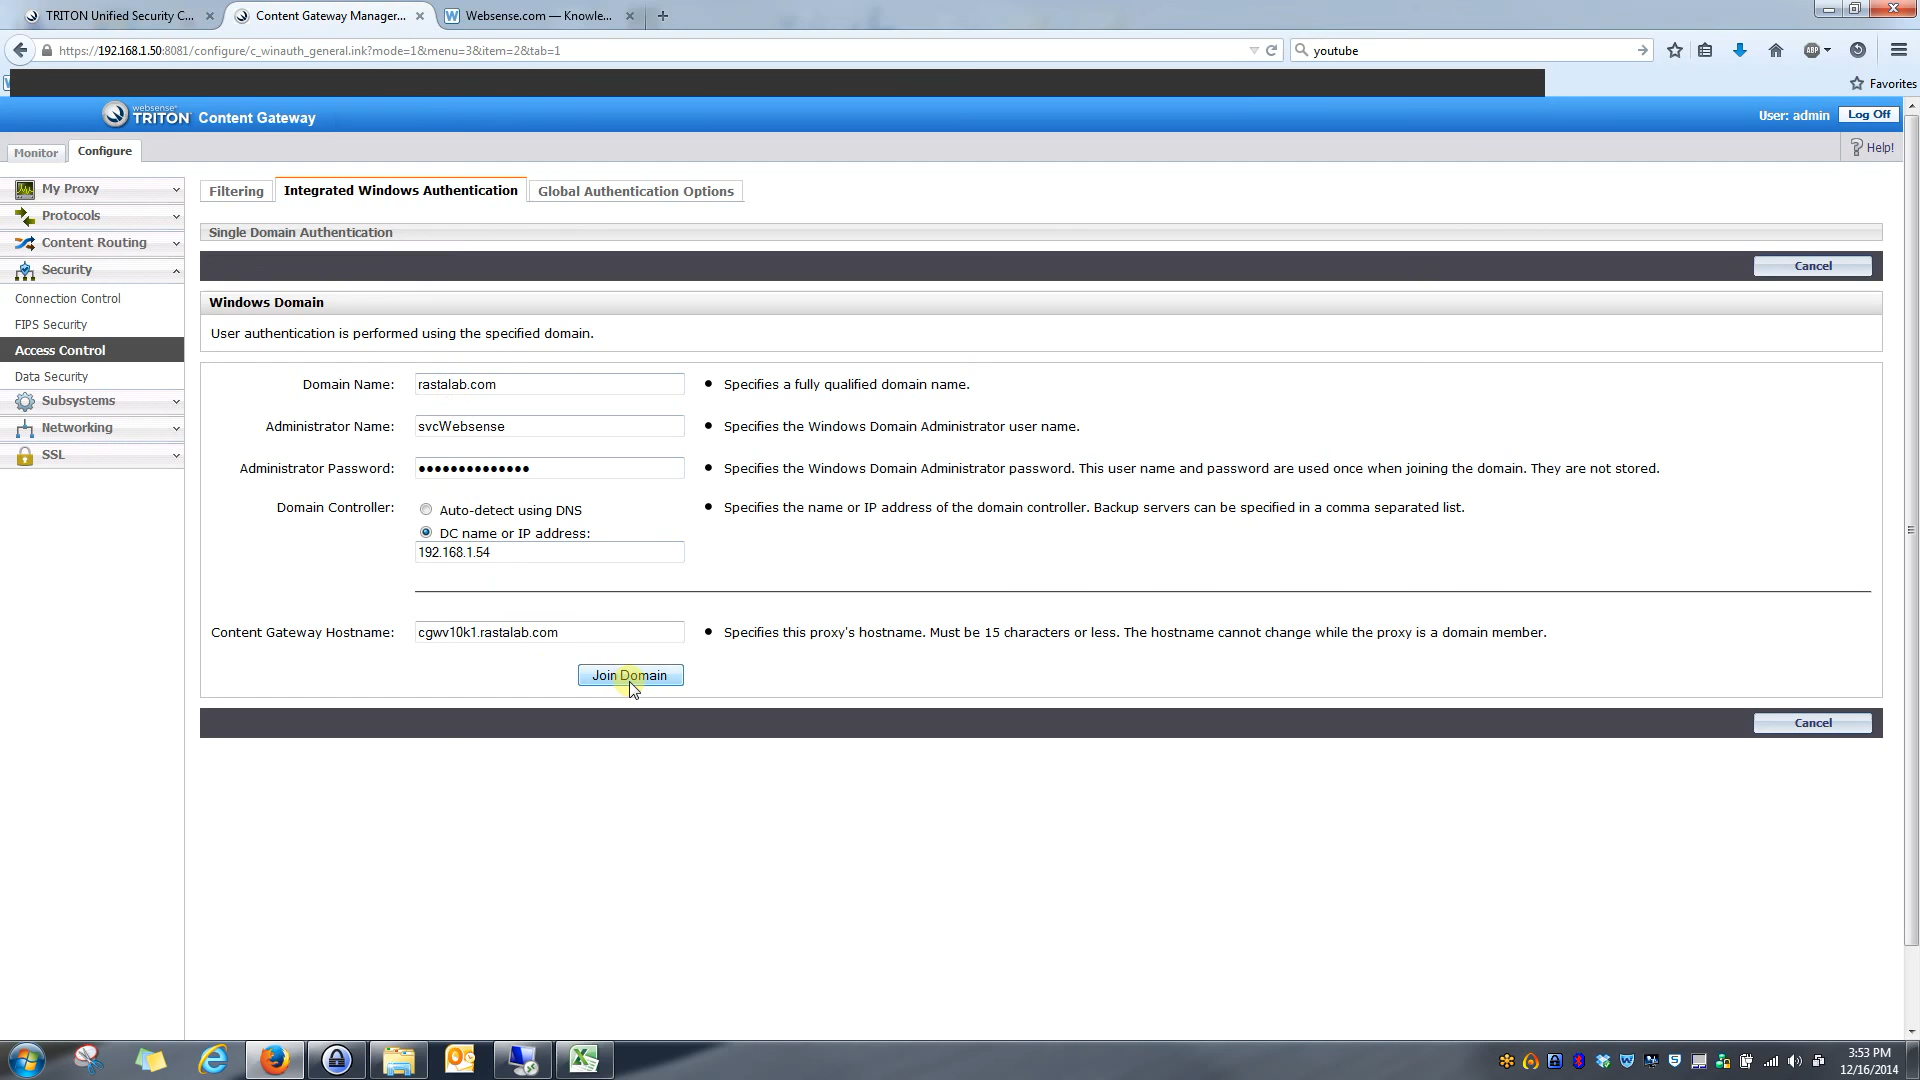 TRITON Unified Security C... × Content Gateway Manager... × Websense.com — Knowle... × +
https://192.168.1.50:8081/configure/c_winauth_general.ink?mode=1&menu=3&item=2&tab=1
youtube
ABP
Favorites
websense®
TRITON Content Gateway
User: admin Log Off
Monitor Configure
Help!
My Proxy
Protocols
Content Routing
Security
Connection Control
FIPS Security
Access Control
Data Security
Subsystems
Networking
SSL
Filtering Integrated Windows Authentication Global Authentication Options
Single Domain Authentication
Cancel
Windows Domain
User authentication is performed using the specified domain.
Domain Name: rastalab.com • Specifies a fully qualified domain name.
Administrator Name: svcWebsense • Specifies the Windows Domain Administrator user name.
Administrator Password: •••••••••••••• • Specifies the Windows Domain Administrator password. This user name and password are used once when joining the domain. They are not stored.
Domain Controller: Auto-detect using DNS • Specifies the name or IP address of the domain controller. Backup servers can be specified in a comma separated list.
DC name or IP address:
192.168.1.54
Content Gateway Hostname: cgwv10k1.rastalab.com • Specifies this proxy's hostname. Must be 15 characters or less. The hostname cannot change while the proxy is a domain member.
Join Domain
Cancel
3:53 PM
12/16/2014